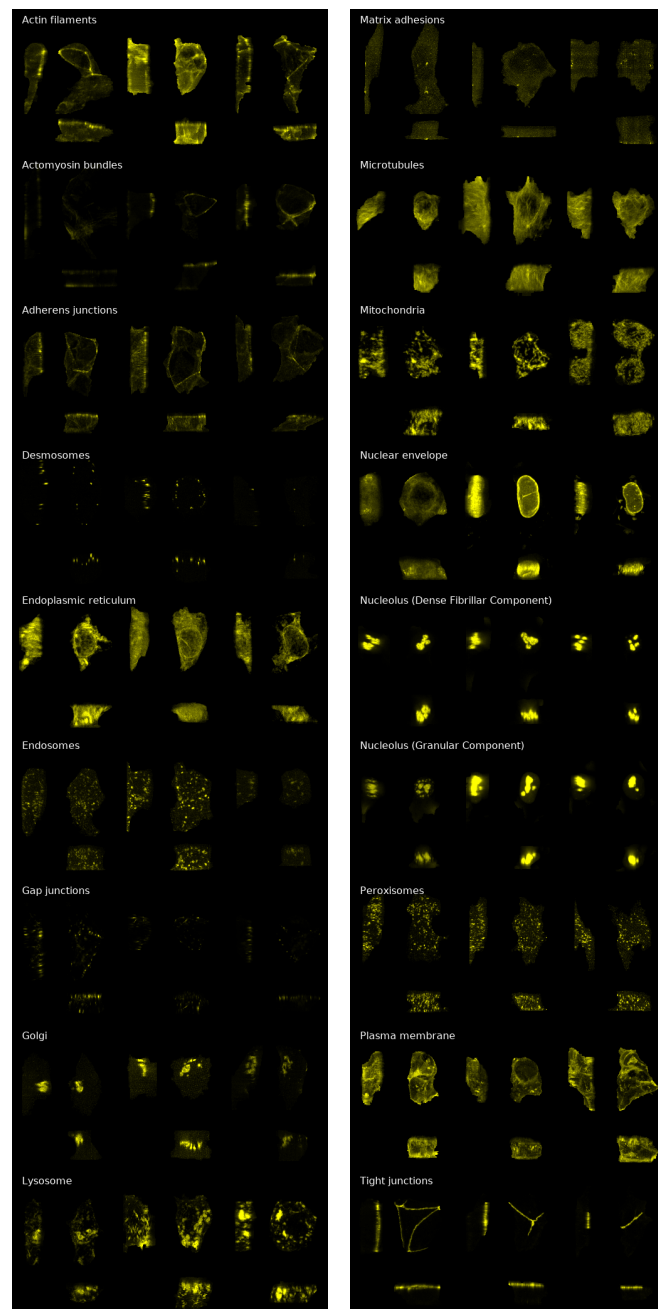 Actin filaments
Actomyosin bundles
Adherens junctions
Desmosomes
Endoplasmic reticulum
Endosomes
Gap junctions
Golgi
Lysosome
Matrix adhesions
Microtubules
Mitochondria
Nuclear envelope
Nucleolus (Dense Fibrillar Component)
Nucleolus (Granular Component)
Peroxisomes
Plasma membrane
Tight junctions